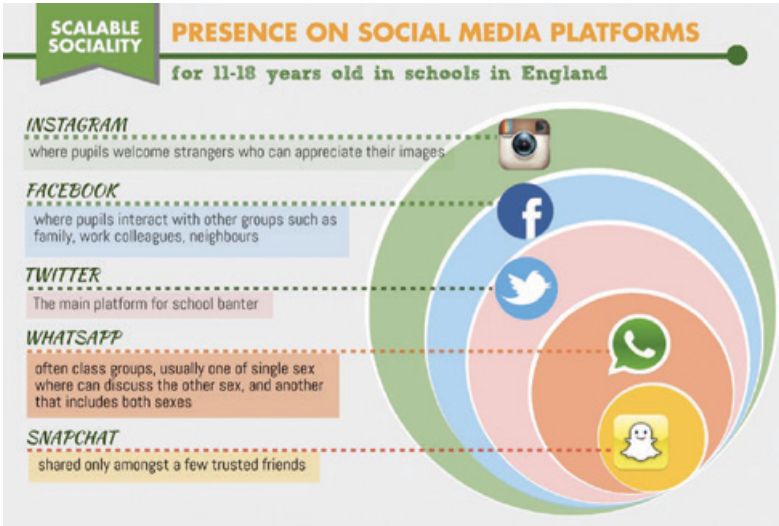 SCALABLE
SOCIALITY
PRESENCE ON SOCIAL MEDIA PLATFORMS
for 11-18 years old in schools in England
INSTAGRAM
where pupils welcome strangers who can appreciate their images
FACEBOOK
where pupils interact with other groups such as
family, work colleagues, neighbours
TWITTER
The main platform for school banter
WHATSAPP
often class groups, usually one of single sex
where can discuss the other sex, and another
that includes both sexes
SNAPCHAT
shared only amongst a few trusted friends